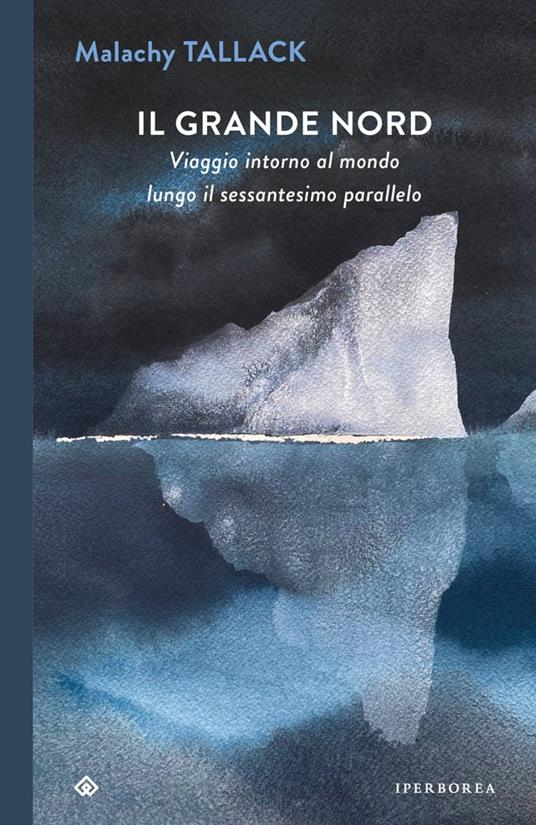 Malachy TALLACK
IL GRANDE NORD
Viaggio intorno al mondo
lungo il sessantesimo parallelo
IPERBOREA